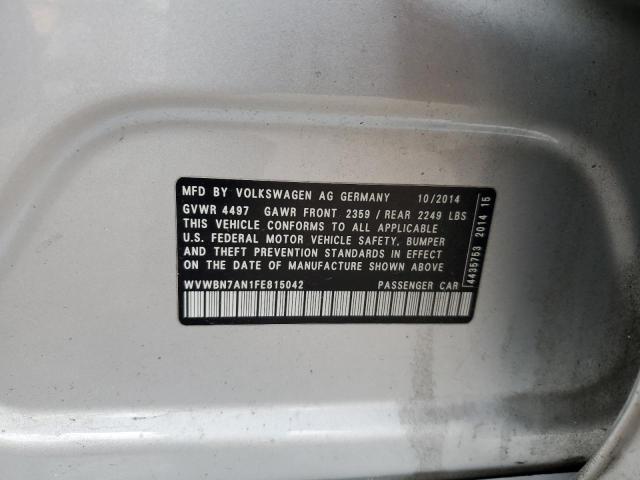 MFD BY VOLKSWAGEN AG GERMANY 10/2014
GVWR 4497 GAWR FRONT 2359 / REAR 2249 LBS
THIS VEHICLE CONFORMS TO ALL APPLICABLE
U.S. FEDERAL MOTOR VEHICLE SAFETY, BUMPER
AND THEFT PREVENTION STANDARDS IN EFFECT
ON THE DATE OF MANUFACTURE SHOWN ABOVE
WVWBN7AN1FE815042 PASSENGER CAR
4435753 2014 15